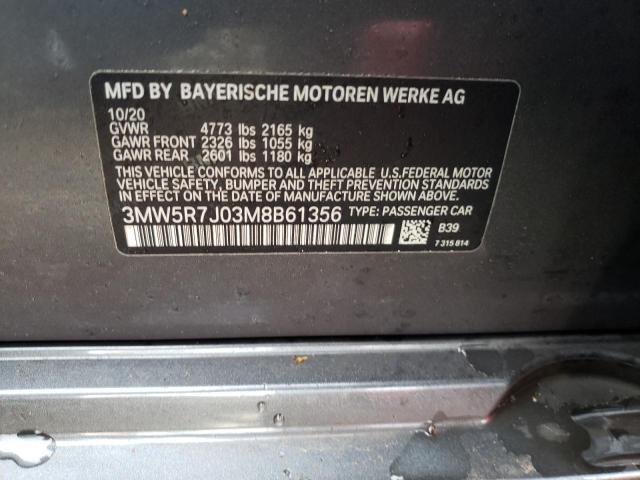 MFD BY BAYERISCHE MOTOREN WERKE AG
10/20
GVWR 4773 lbs 2165 kg
GAWR FRONT 2326 lbs 1055 kg
GAWR REAR 2601 lbs 1180 kg
THIS VEHICLE CONFORMS TO ALL APPLICABLE U.S.FEDERAL MOTOR
VEHICLE SAFETY, BUMPER, AND THEFT PREVENTION
STANDARDS IN EFFECT ON THE DATE OF
MANUFACTURE SHOWN ABOVE.
3MW5R7J03M8B61356 TYPE: PASSENGER CAR
B39
7 315 814